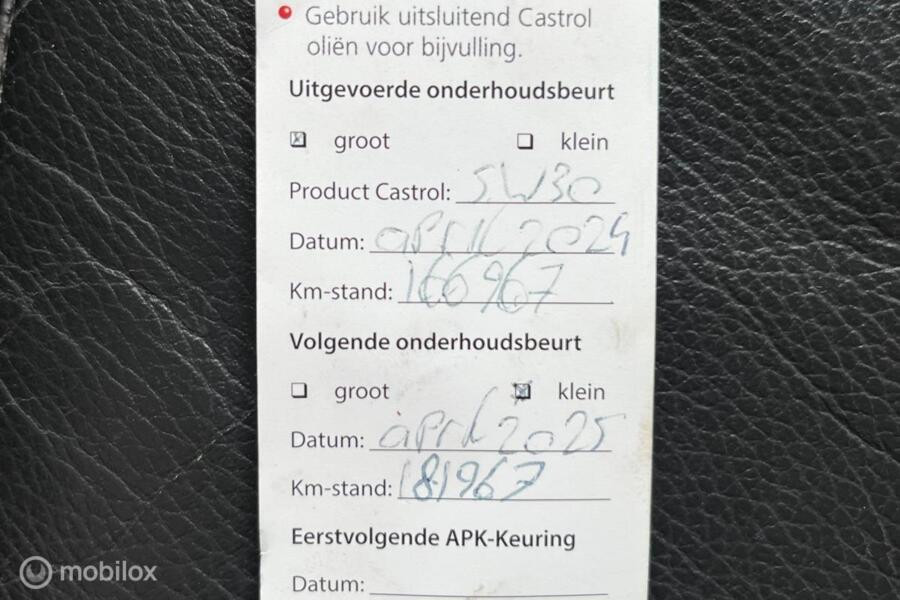 Gebruik uitsluitend Castrol
oliën voor bijvulling.
Uitgevoerde onderhoudsbeurt
groot klein
Product Castrol: 5W30
Datum: april 2024
Km-stand: 166967
Volgende onderhoudsbeurt
groot klein
Datum: april 2025
Km-stand: 181967
Eerstvolgende APK-Keuring
Datum:
mobilox